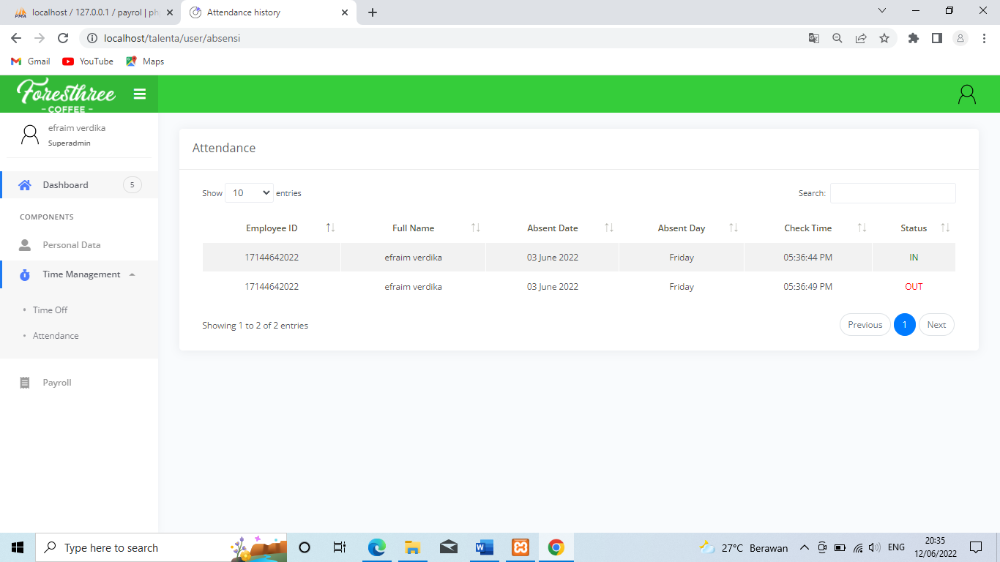 localhost / 127.0.0.1 / payrol | ph
Attendance history
localhost/talenta/user/absensi
Gmail YouTube Maps
Foresthree
- COFFEE -
efraim verdika
Superadmin
Dashboard 5
COMPONENTS
Personal Data
Time Management
Time Off
Attendance
Payroll
Attendance
Show 10 entries Search:
Employee ID Full Name Absent Date Absent Day Check Time Status
17144642022 efraim verdika 03 June 2022 Friday 05:36:44 PM IN
17144642022 efraim verdika 03 June 2022 Friday 05:36:49 PM OUT
Showing 1 to 2 of 2 entries Previous 1 Next
Type here to search
27°C Berawan ENG
20:35
12/06/2022